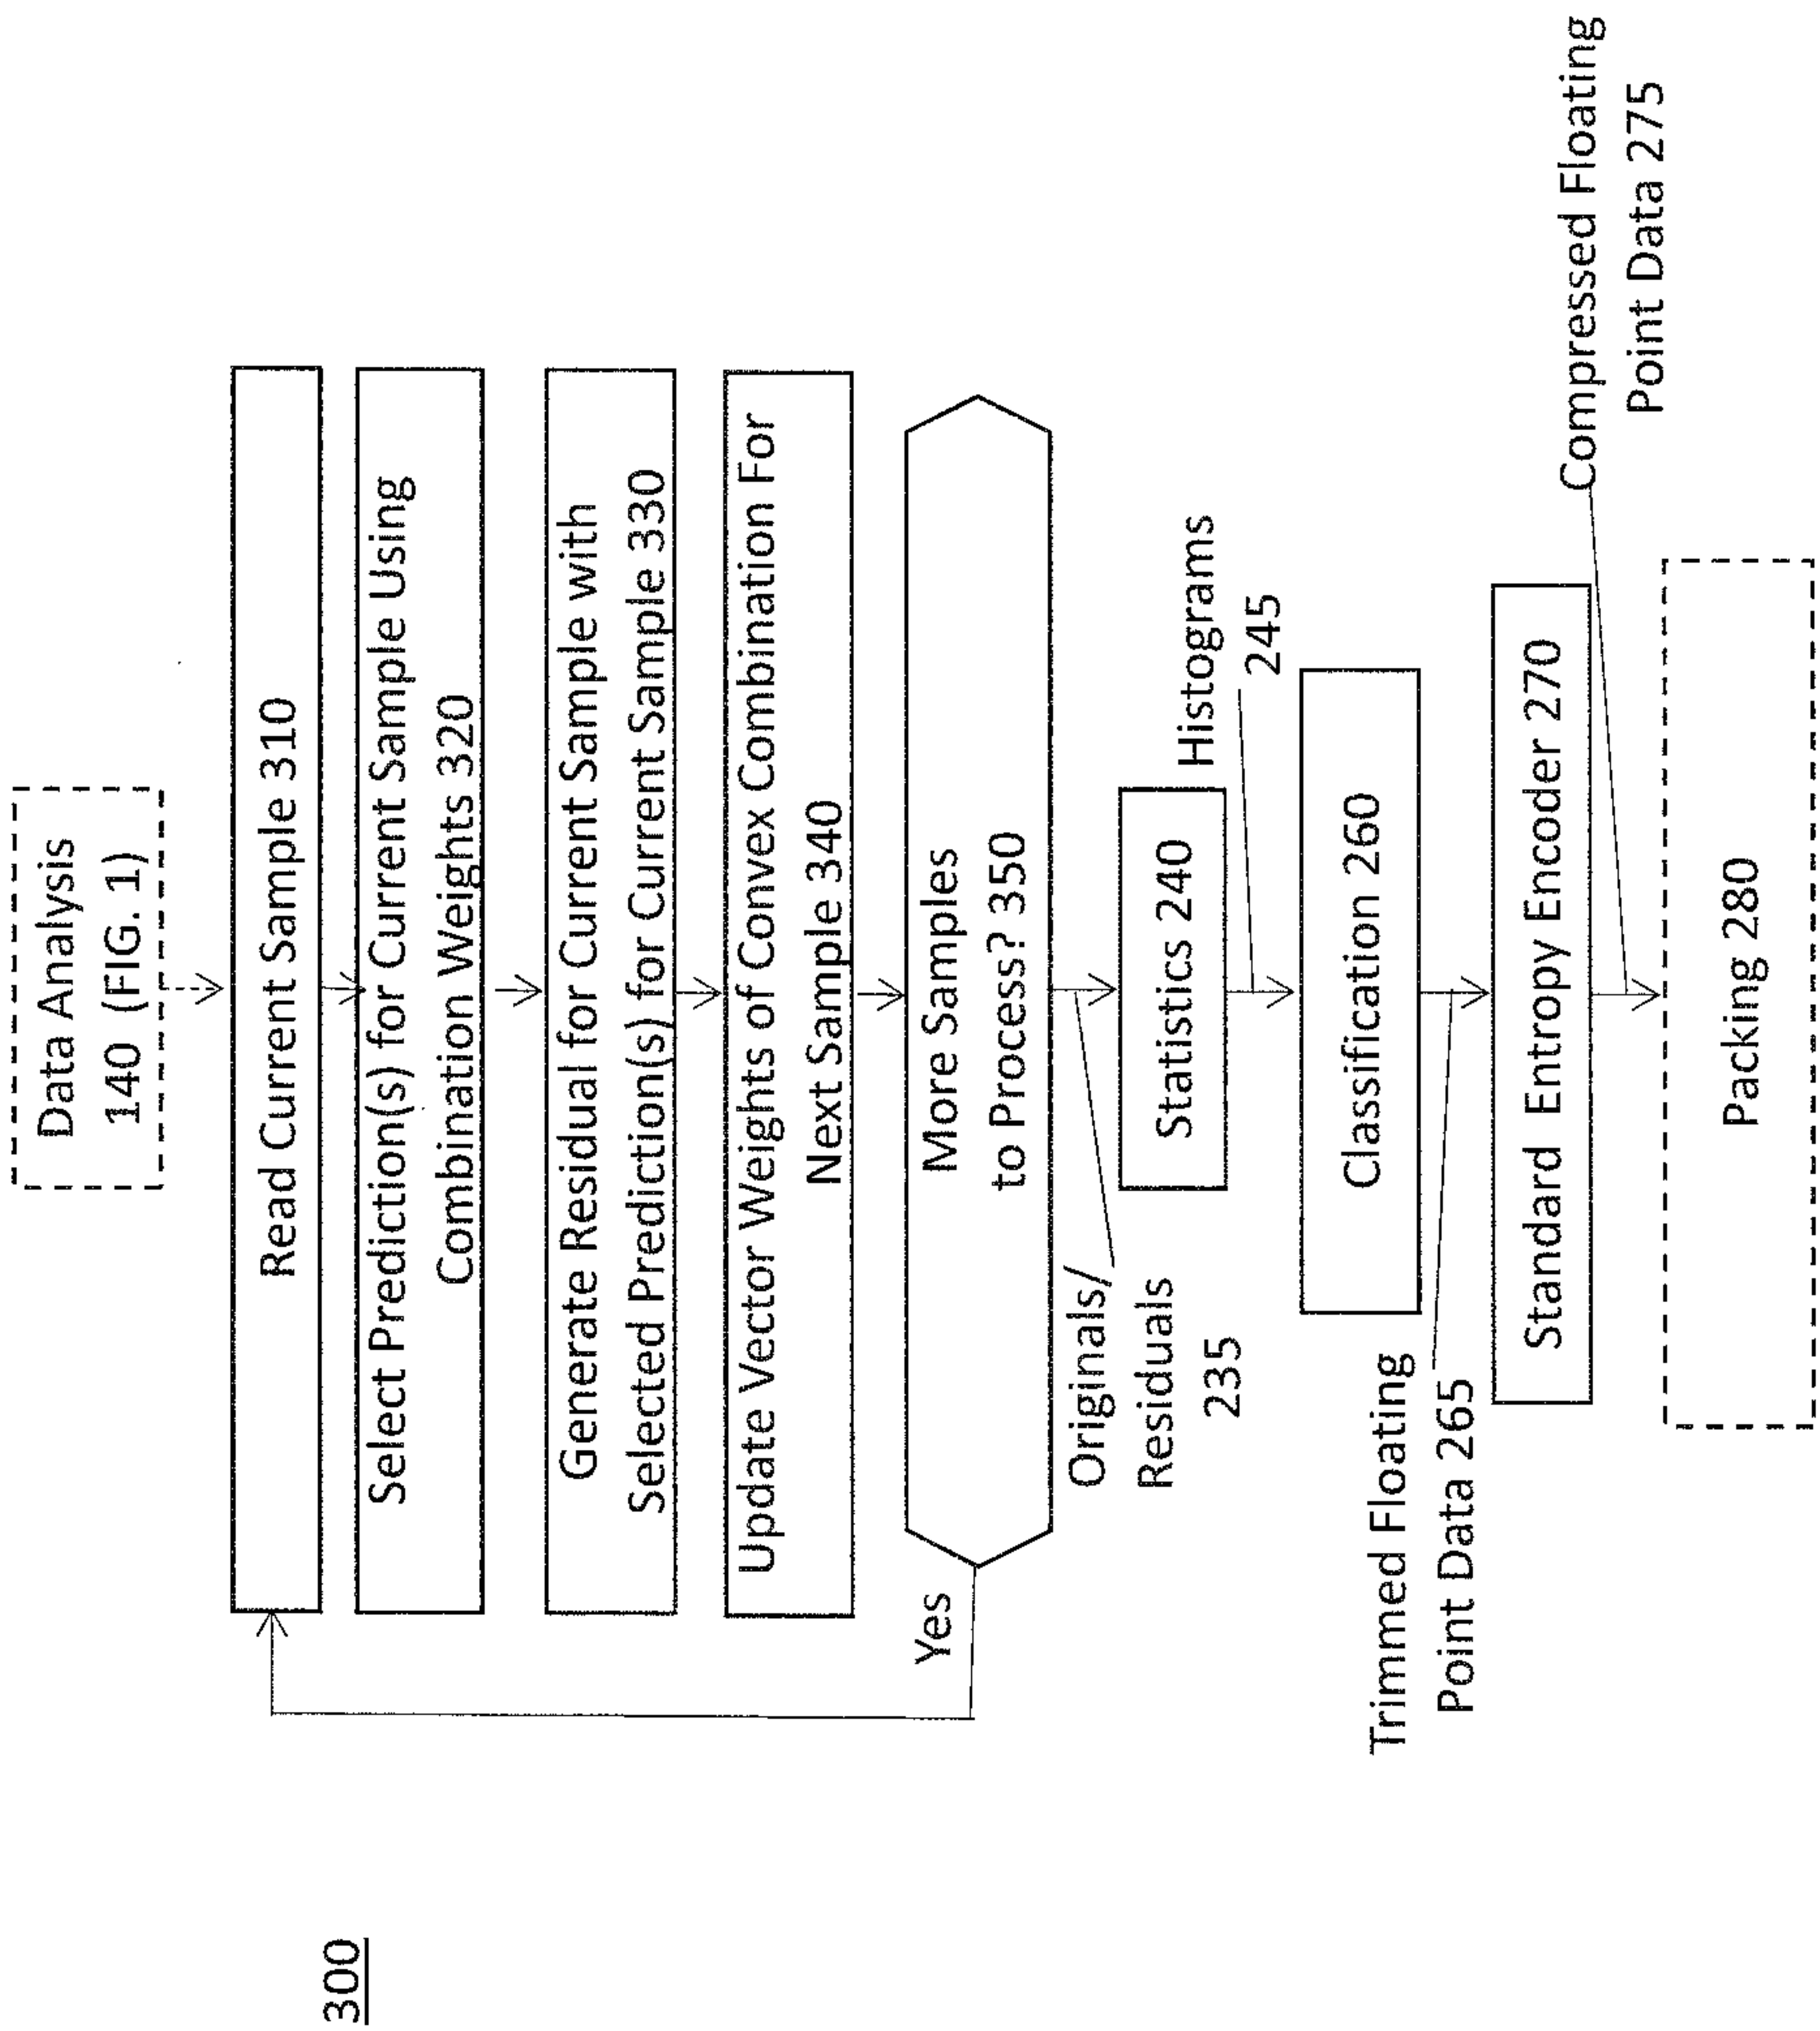 300
Data Analysis
140 (FIG. 1)
Read Current Sample 310
Select Prediction(s) for Current Sample Using
Combination Weights 320
Generate Residual for Current Sample with
Selected Prediction(s) for Current Sample 330
Update Vector Weights of Convex Combination For
Next Sample 340
More Samples
to Process? 350
Yes
Originals/
Residuals
235
Statistics 240
Histograms
245
Classification 260
Trimmed Floating
Point Data 265
Standard Entropy Encoder 270
Compressed Floating
Point Data 275
Packing 280